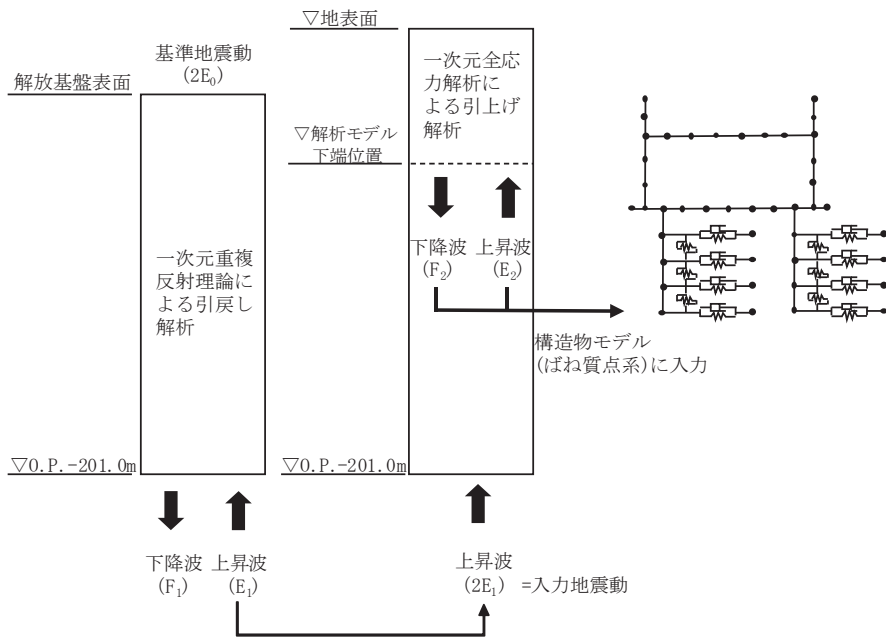 ▽地表面
基準地震動
(2E₀)
解放基盤表面
一次元全応
力解析に
よる引上げ
解析
▽解析モデル
下端位置
一次元重複
反射理論に
よる引戻し
解析
下降波
(F₂)
上昇波
(E₂)
構造物モデル
(ばね質点系)に入力
▽O.P.-201.0m
▽O.P.-201.0m
下降波
(F₁)
上昇波
(E₁)
上昇波
(2E₁) =入力地震動